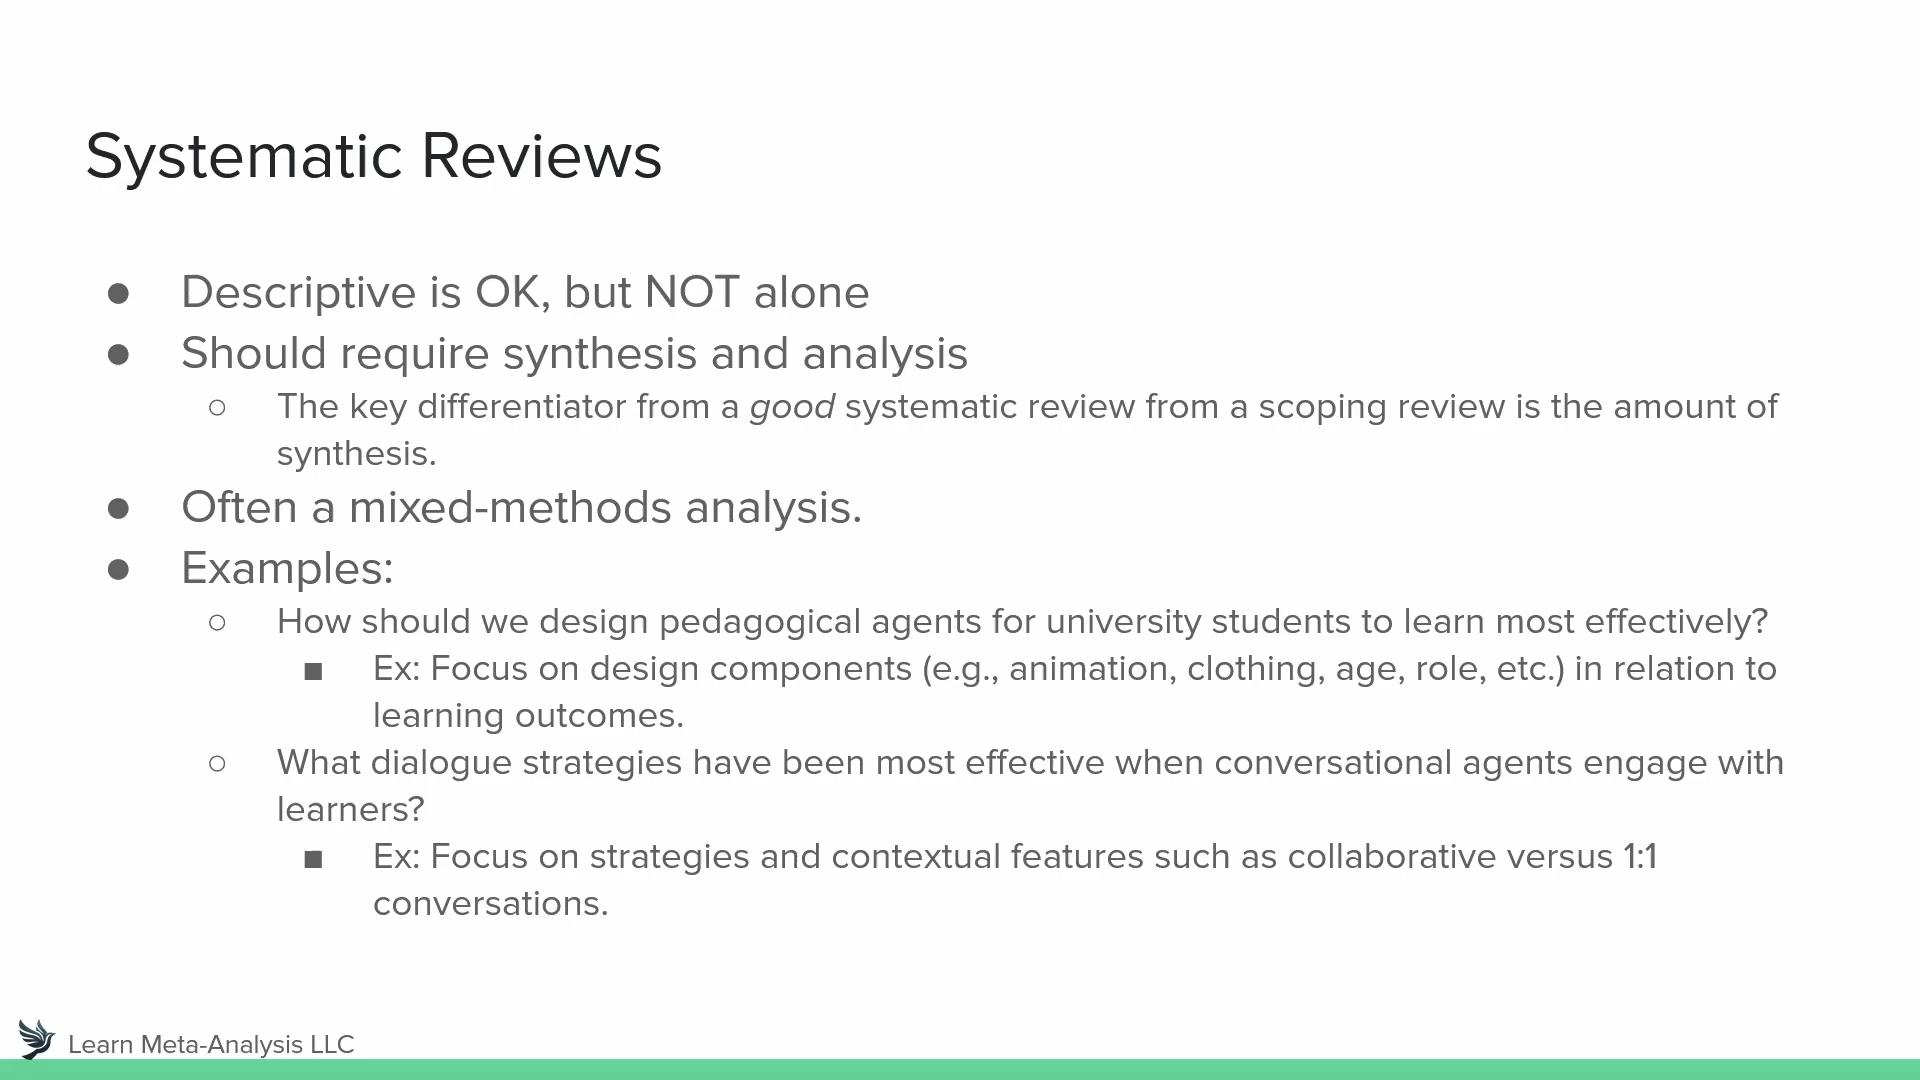 Systematic Reviews
● Descriptive is OK, but NOT alone
● Should require synthesis and analysis
○ The key differentiator from a good systematic review from a scoping review is the amount of
synthesis.
● Often a mixed-methods analysis.
● Examples:
○ How should we design pedagogical agents for university students to learn most effectively?
■ Ex: Focus on design components (e.g., animation, clothing, age, role, etc.) in relation to
learning outcomes.
○ What dialogue strategies have been most effective when conversational agents engage with
learners?
■ Ex: Focus on strategies and contextual features such as collaborative versus 1:1
conversations.
Learn Meta-Analysis LLC